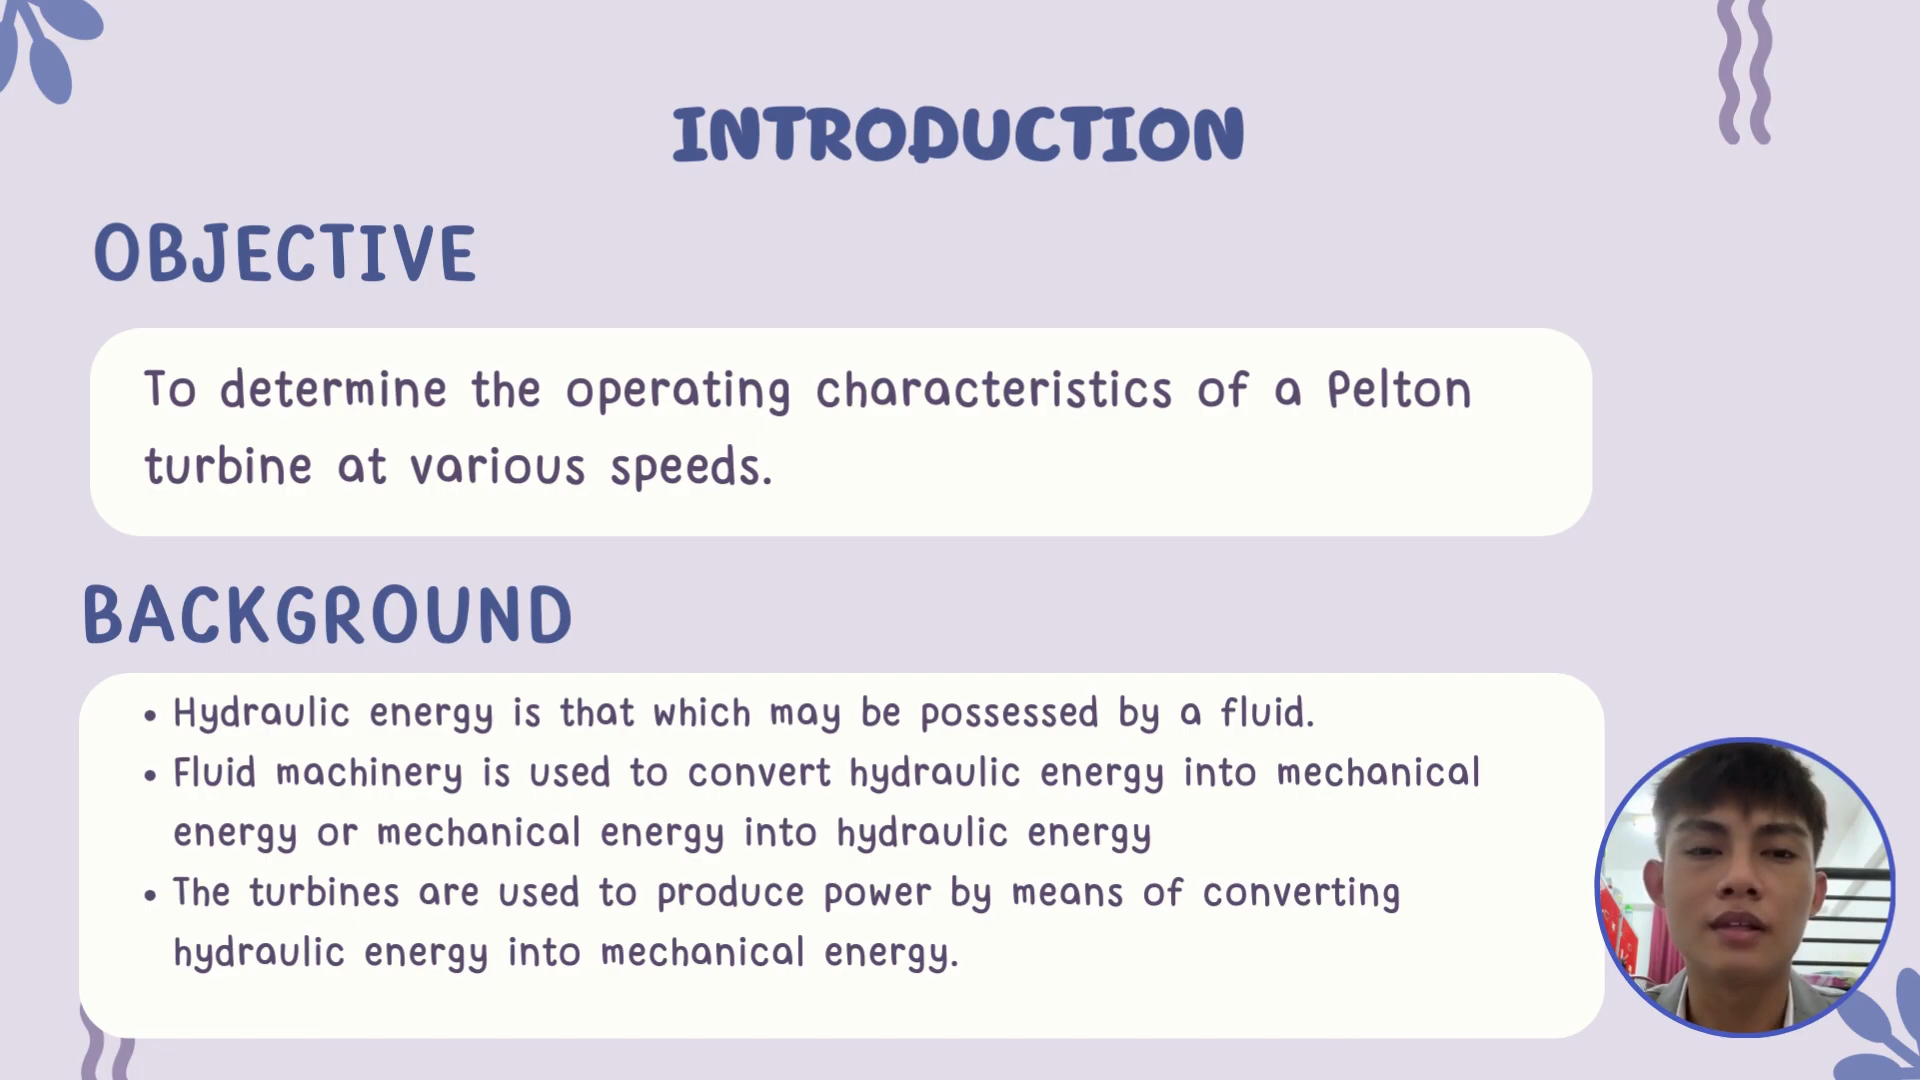 INTRODUCTION
OBJECTIVE
To determine the operating characteristics of a Pelton
turbine at various speeds.
BACKGROUND
• Hydraulic energy is that which may be possessed by a fluid.
• Fluid machinery is used to convert hydraulic energy into mechanical
energy or mechanical energy into hydraulic energy
• The turbines are used to produce power by means of converting
hydraulic energy into mechanical energy.